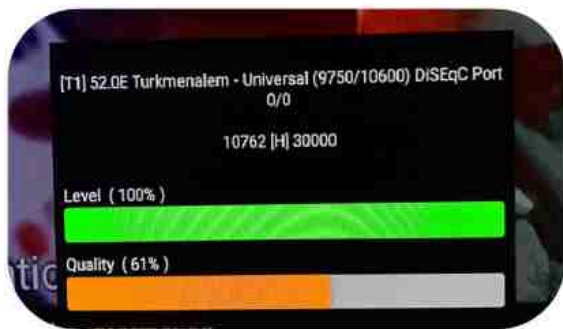 [T1] 52.0E Turkmenalem - Universal (9750/10600) DiSEqC Port
0/0
10762 [H] 30000
Level ( 100% )
Quality ( 61% )